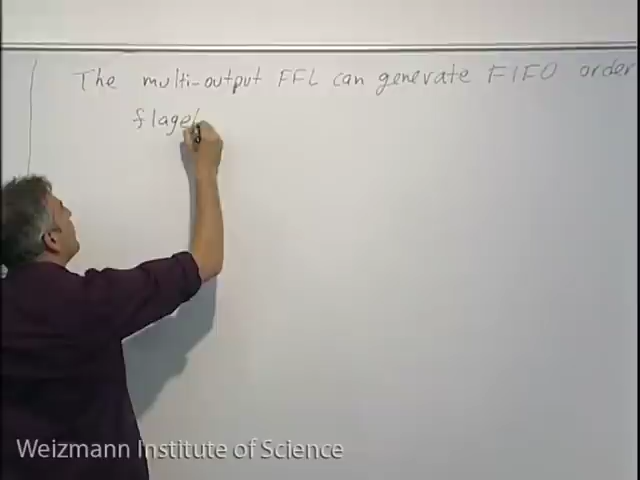 The multi-output FFL can generate FIFO order
flagel
Weizmann Institute of Science